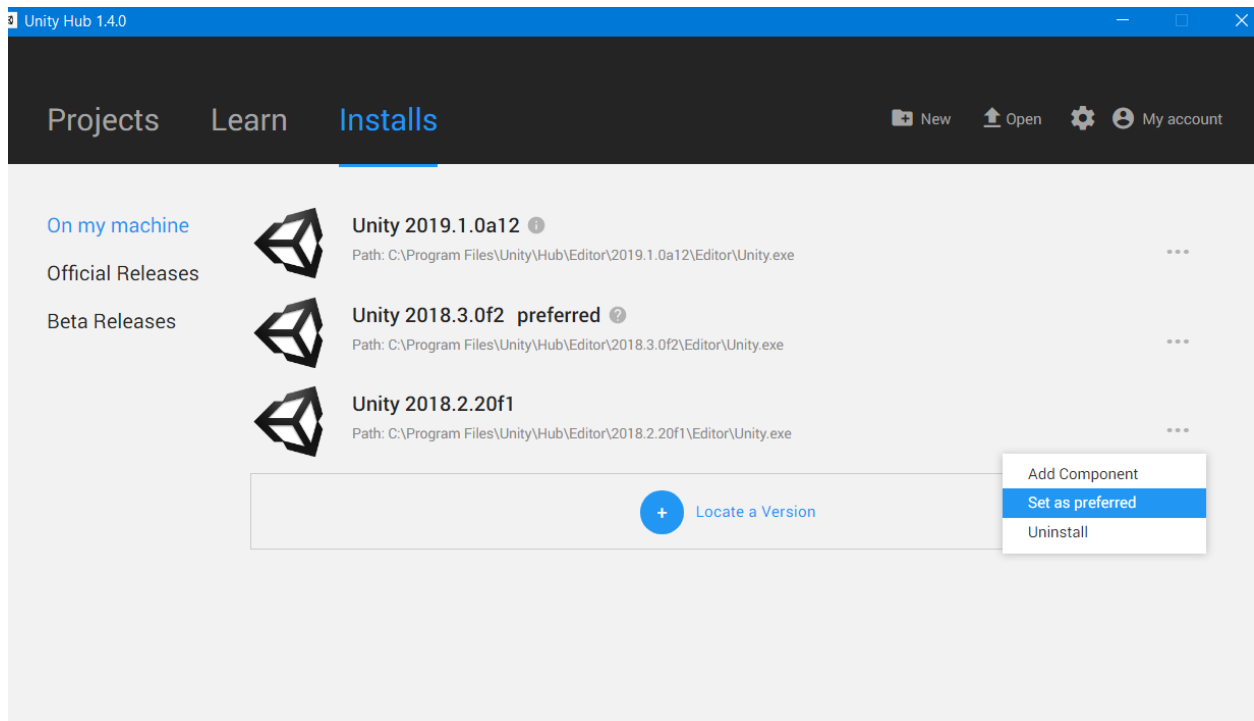 Unity Hub 1.4.0
Projects Learn Installs New Open My account
On my machine
Official Releases
Beta Releases
Unity 2019.1.0a12
Path: C:\Program Files\Unity\Hub\Editor\2019.1.0a12\Editor\Unity.exe
Unity 2018.3.0f2 preferred
Path: C:\Program Files\Unity\Hub\Editor\2018.3.0f2\Editor\Unity.exe
Unity 2018.2.20f1
Path: C:\Program Files\Unity\Hub\Editor\2018.2.20f1\Editor\Unity.exe
Locate a Version
Add Component
Set as preferred
Uninstall